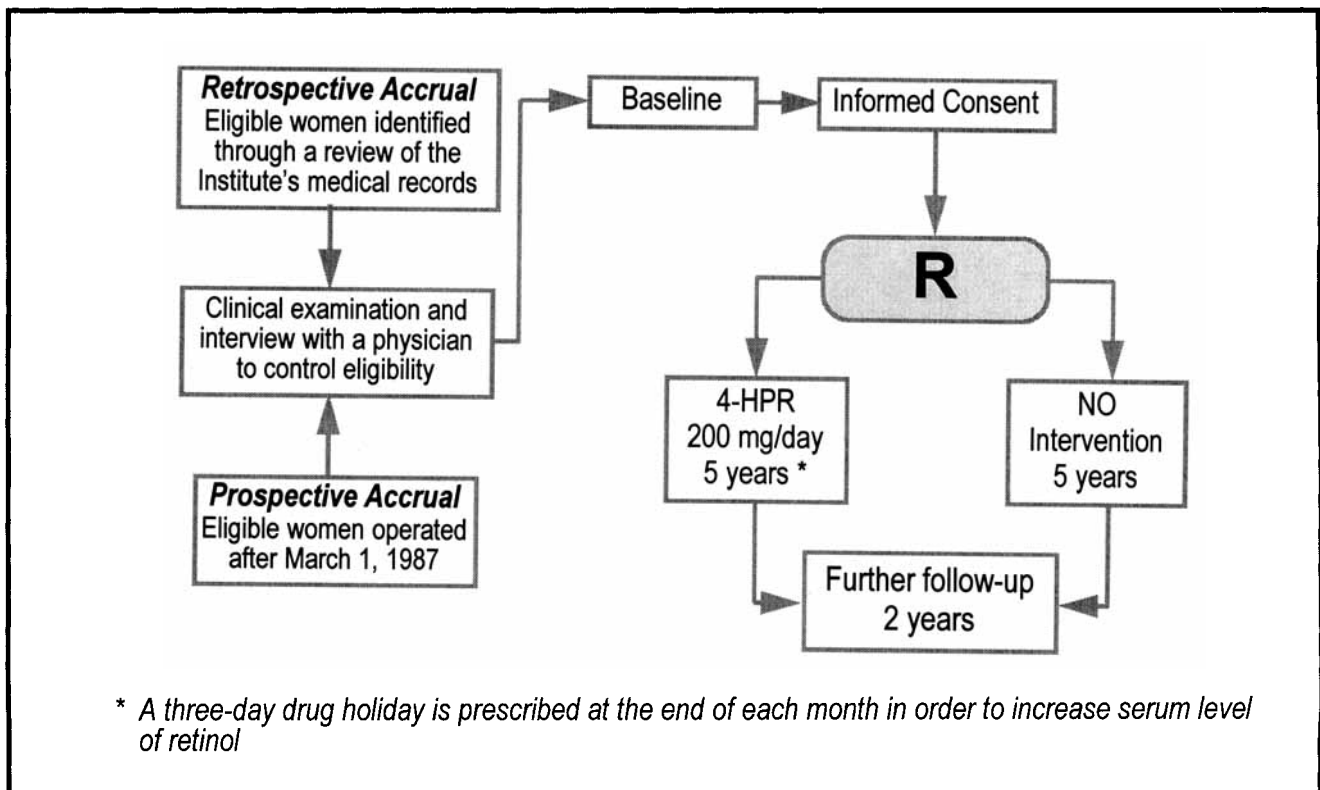 Retrospective Accrual
Eligible women identified
through a review of the
Institute's medical records
Baseline
Informed Consent
Clinical examination and
interview with a physician
to control eligibility
R
Prospective Accrual
Eligible women operated
after March 1, 1987
4-HPR
200 mg/day
5 years *
NO
Intervention
5 years
Further follow-up
2 years
* A three-day drug holiday is prescribed at the end of each month in order to increase serum level
of retinol